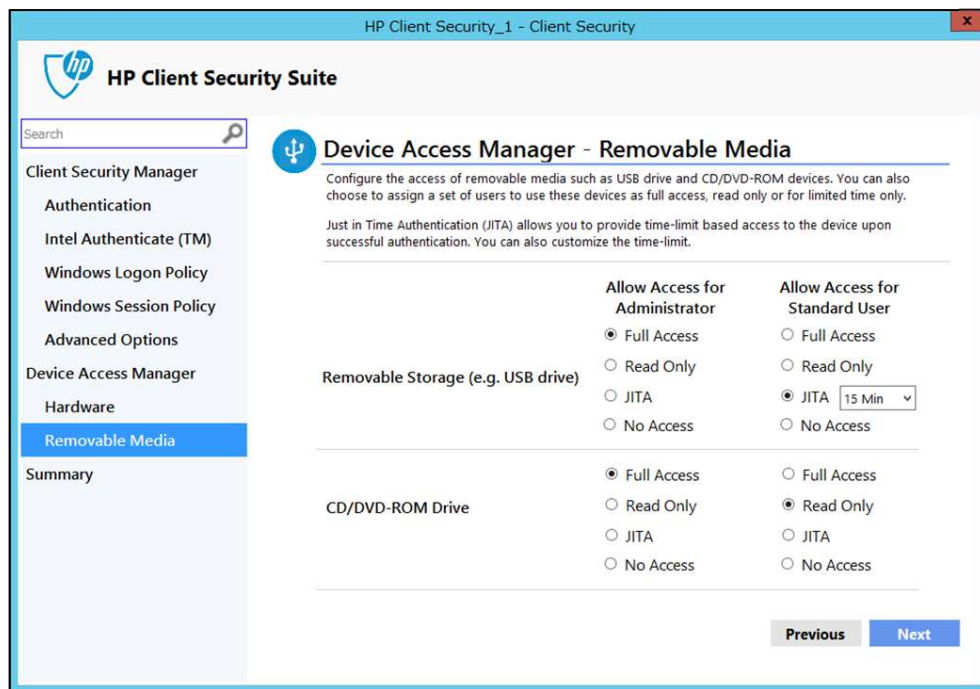 HP Client Security_1 - Client Security
x
hp
HP Client Security Suite
Search
Client Security Manager
Authentication
Intel Authenticate (TM)
Windows Logon Policy
Windows Session Policy
Advanced Options
Device Access Manager
Hardware
Removable Media
Summary
Device Access Manager - Removable Media
Configure the access of removable media such as USB drive and CD/DVD-ROM devices. You can also
choose to assign a set of users to use these devices as full access, read only or for limited time only.
Just in Time Authentication (JITA) allows you to provide time-limit based access to the device upon
successful authentication. You can also customize the time-limit.
Allow Access for
Administrator
Allow Access for
Standard User
Removable Storage (e.g. USB drive)
Full Access
Read Only
JITA
No Access
Full Access
Read Only
JITA 15 Min
No Access
CD/DVD-ROM Drive
Full Access
Read Only
JITA
No Access
Full Access
Read Only
JITA
No Access
Previous
Next